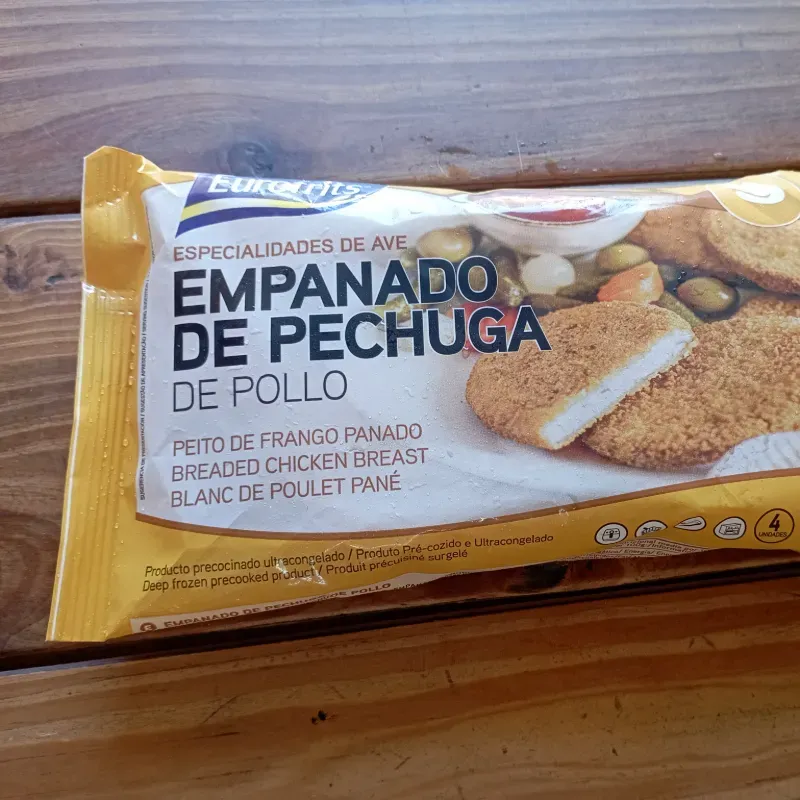 Eurofrits
ESPECIALIDADES DE AVE
EMPANADO
DE PECHUGA
DE POLLO
PEITO DE FRANGO PANADO
BREADED CHICKEN BREAST
BLANC DE POULET PANÉ
Producto precocinado ultracongelado / Produto Pré-cozido e Ultracongelado
Deep frozen precooked product / Produit précuisiné surgelé
4
UNIDADES
EMPANADO DE PECHUGA DE POLLO